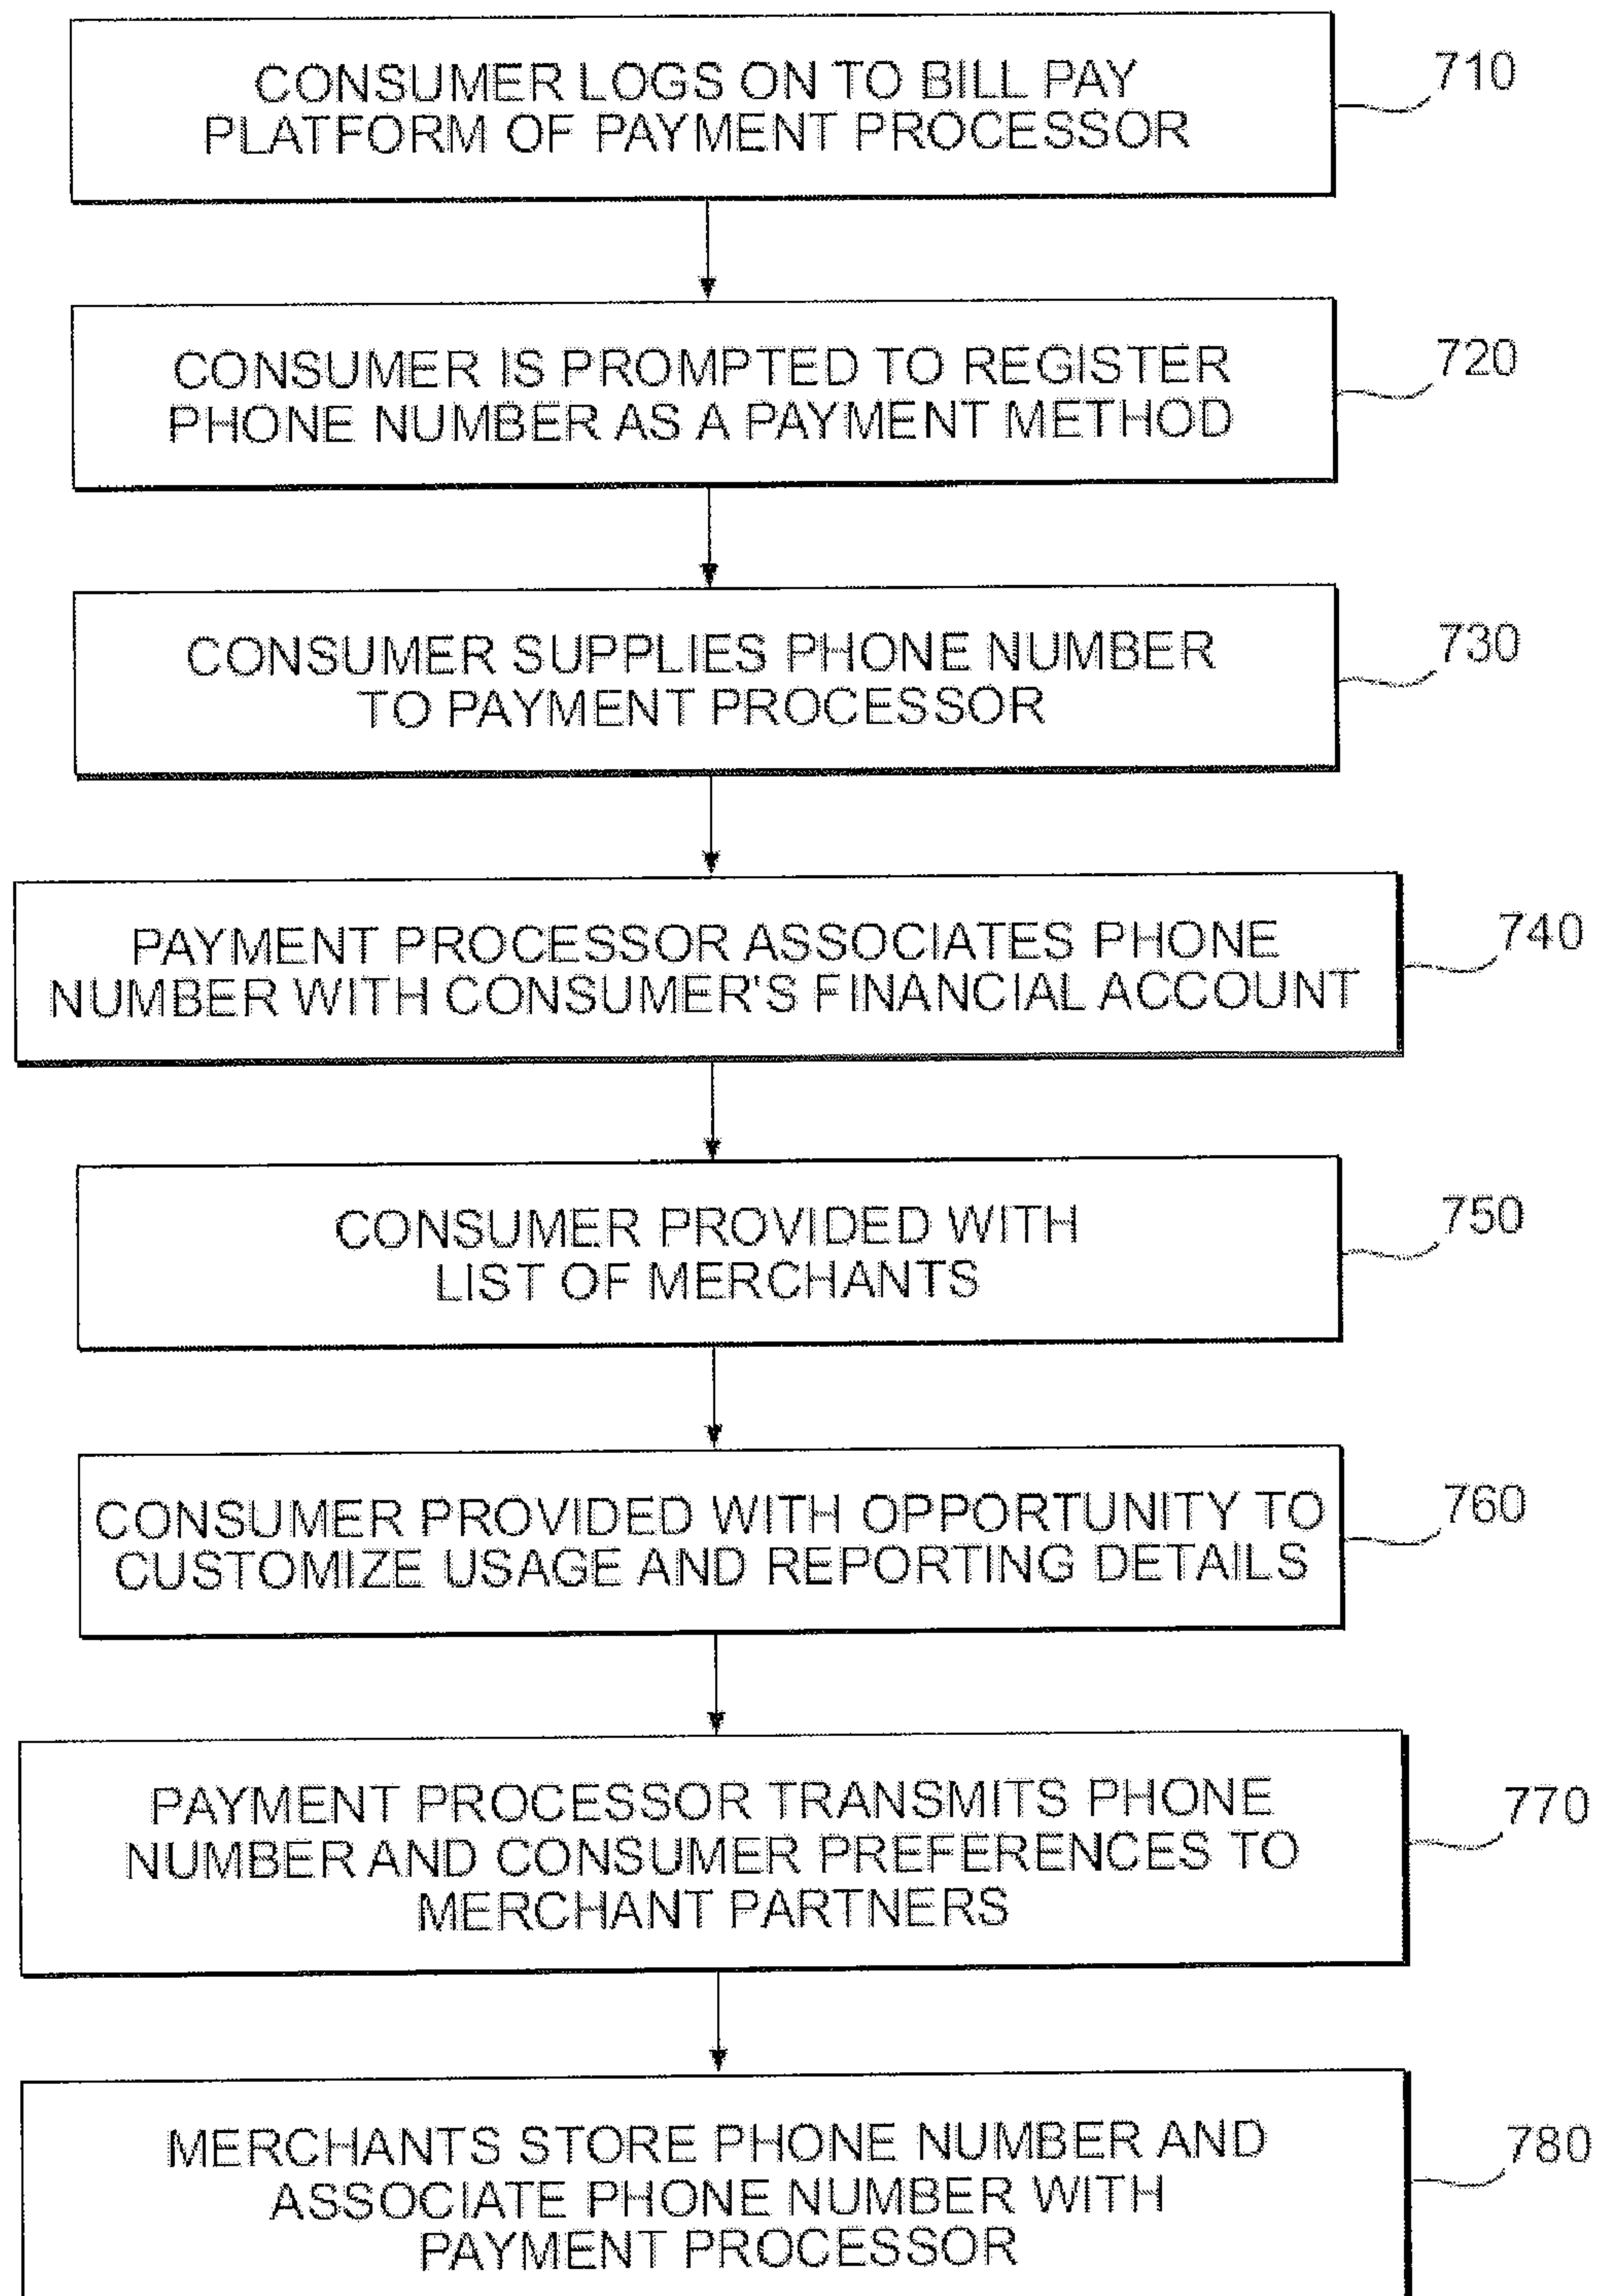 CONSUMER LOGS ON TO BILL PAY
PLATFORM OF PAYMENT PROCESSOR
710
CONSUMER IS PROMPTED TO REGISTER
PHONE NUMBER AS A PAYMENT METHOD
720
CONSUMER SUPPLIES PHONE NUMBER
TO PAYMENT PROCESSOR
730
PAYMENT PROCESSOR ASSOCIATES PHONE
NUMBER WITH CONSUMER'S FINANCIAL ACCOUNT
740
CONSUMER PROVIDED WITH
LIST OF MERCHANTS
750
CONSUMER PROVIDED WITH OPPORTUNITY TO
CUSTOMIZE USAGE AND REPORTING DETAILS
760
PAYMENT PROCESSOR TRANSMITS PHONE
NUMBER AND CONSUMER PREFERENCES TO
MERCHANT PARTNERS
770
MERCHANTS STORE PHONE NUMBER AND
ASSOCIATE PHONE NUMBER WITH
PAYMENT PROCESSOR
780